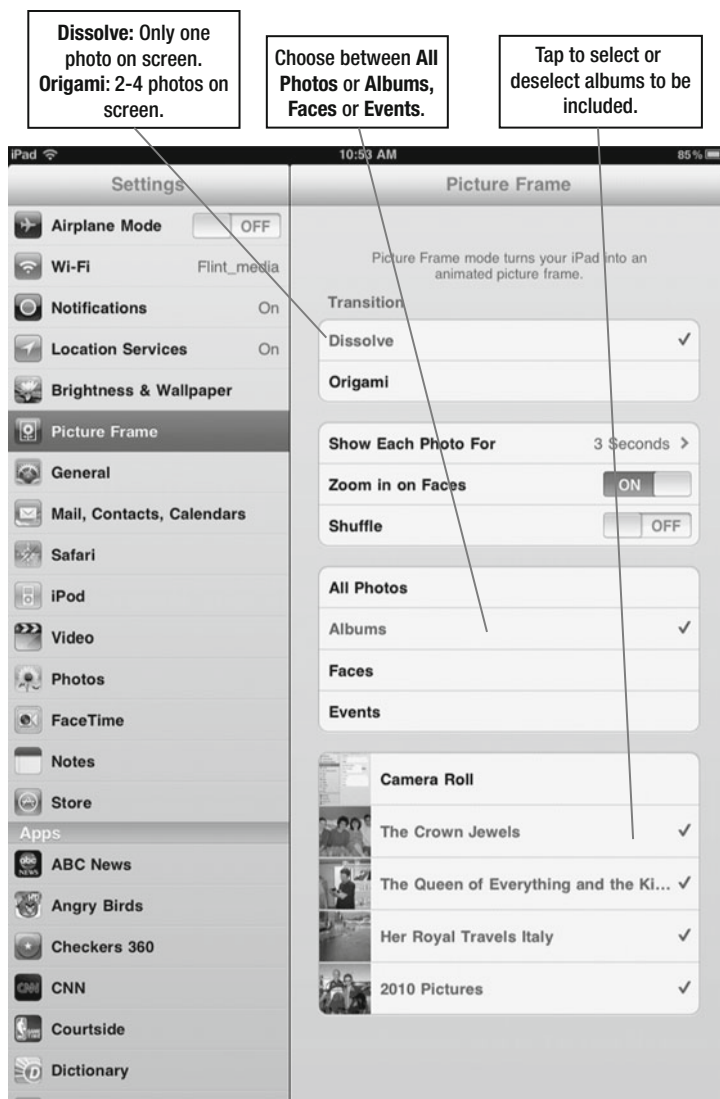 Dissolve: Only one
photo on screen.
Origami: 2-4 photos on
screen.
Choose between All
Photos or Albums,
Faces or Events.
Tap to select or
deselect albums to be
included.
iPad 10:53 AM 85%
Settings
Airplane Mode OFF
Wi-Fi Flint_media
Notifications On
Location Services On
Brightness & Wallpaper
Picture Frame
General
Mail, Contacts, Calendars
Safari
iPod
Video
Photos
FaceTime
Notes
Store
Apps
ABC News
Angry Birds
Checkers 360
CNN
Courtside
Dictionary
Picture Frame
Picture Frame mode turns your iPad into an
animated picture frame.
Transition
Dissolve ✓
Origami
Show Each Photo For 3 Seconds >
Zoom in on Faces ON
Shuffle OFF
All Photos
Albums ✓
Faces
Events
Camera Roll
The Crown Jewels ✓
The Queen of Everything and the Ki... ✓
Her Royal Travels Italy ✓
2010 Pictures ✓